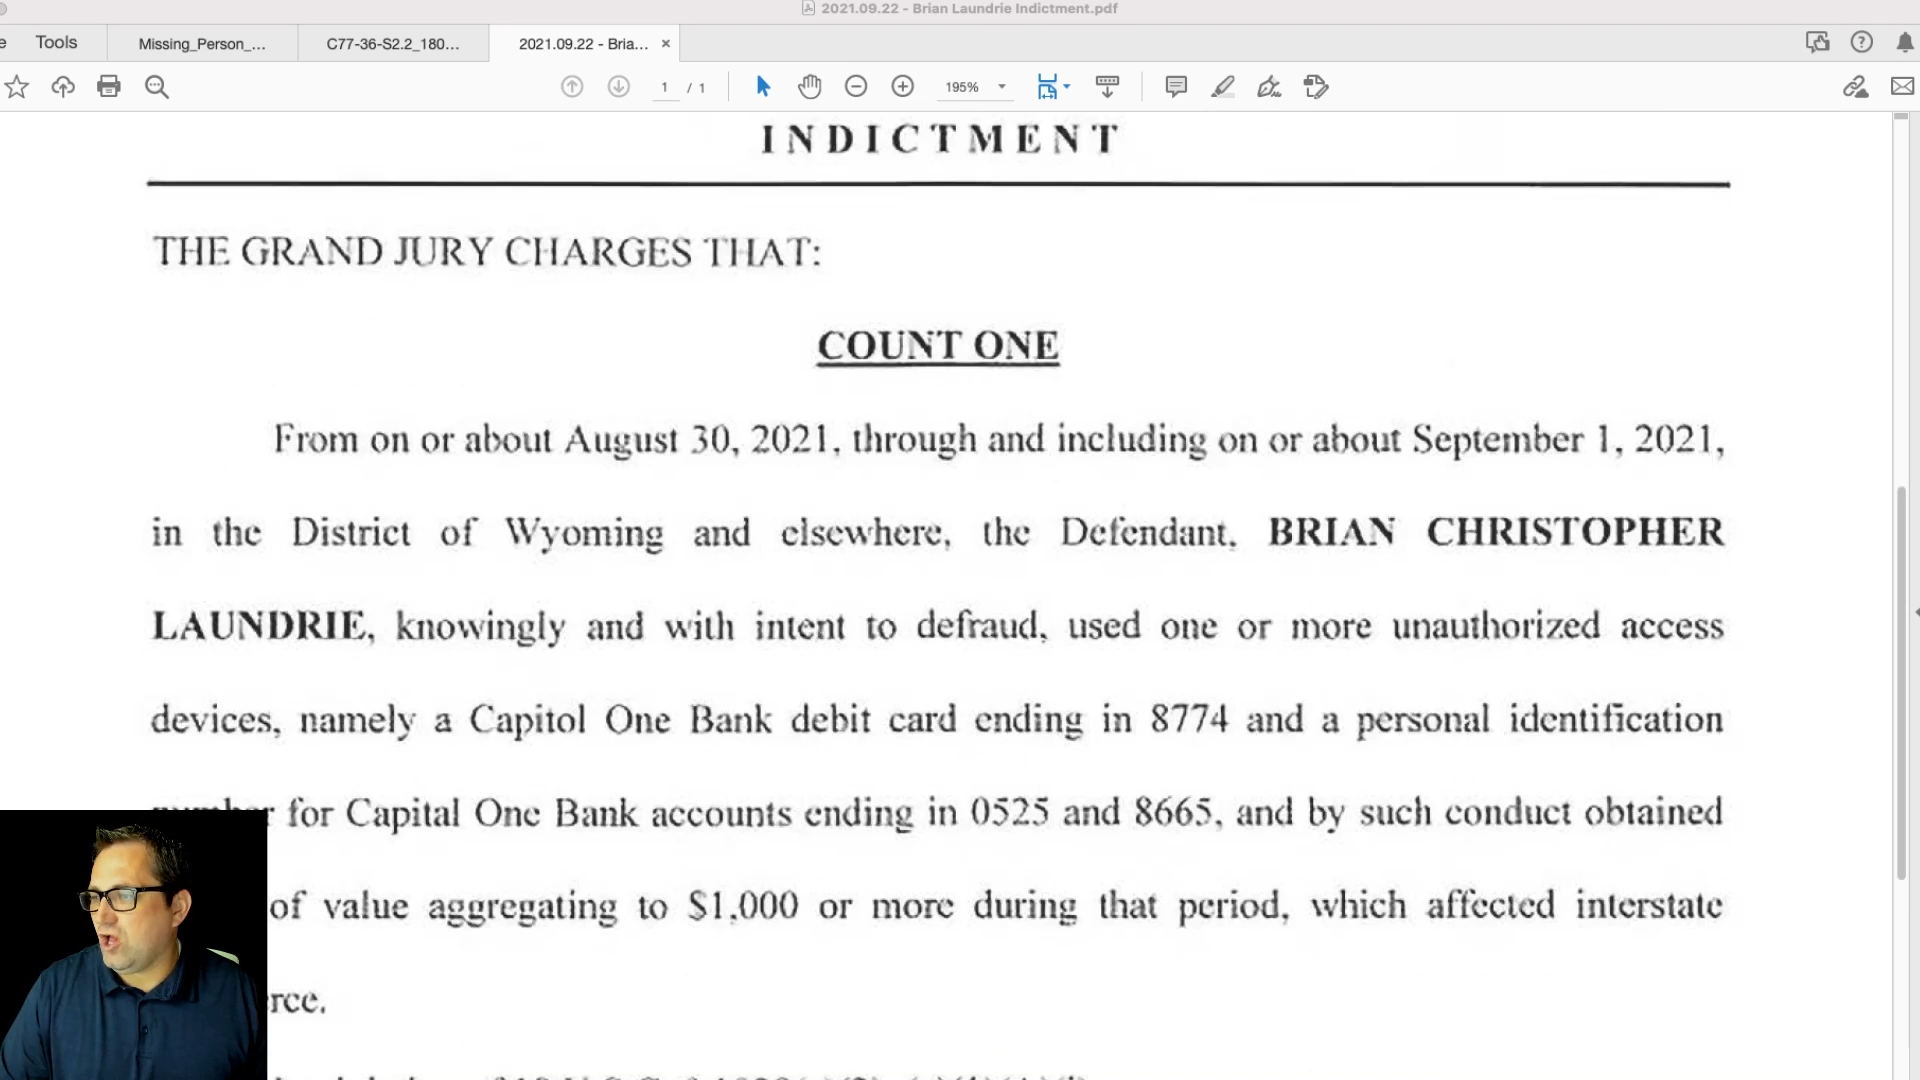 2021.09.22 - Brian Laundrie Indictment.pdf
Tools
Missing_Person_...
C77-36-S2.2_180...
2021.09.22 - Bria...
1 / 1
195%
INDICTMENT
THE GRAND JURY CHARGES THAT:
COUNT ONE
From on or about August 30, 2021, through and including on or about September 1, 2021,
in the District of Wyoming and elsewhere, the Defendant, BRIAN CHRISTOPHER
LAUNDRIE, knowingly and with intent to defraud, used one or more unauthorized access
devices, namely a Capitol One Bank debit card ending in 8774 and a personal identification
number for Capital One Bank accounts ending in 0525 and 8665, and by such conduct obtained
of value aggregating to $1,000 or more during that period, which affected interstate
rce.